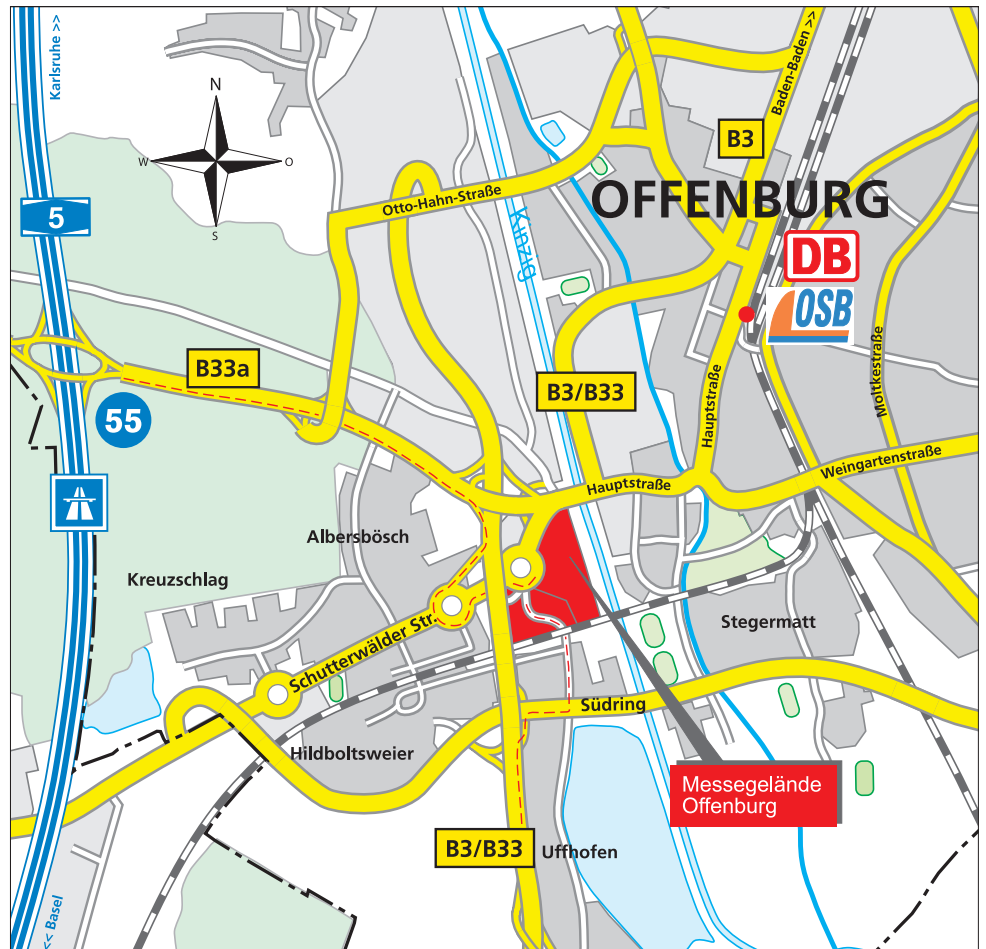 Karlsruhe >>
Baden-Baden >>
N
W
O
S
B3
5
Otto-Hahn-Straße
OFFENBURG
Kinzig
DB
OSB
B33a
B3/B33
Moltkestraße
Hauptstraße
55
Weingartenstraße
Hauptstraße
Albersbösch
Kreuzschlag
Stegermatt
Schutterwälder Str.
Südring
Hildboltsweier
Messegelände
Offenburg
B3/B33
Uffhofen
<< Basel